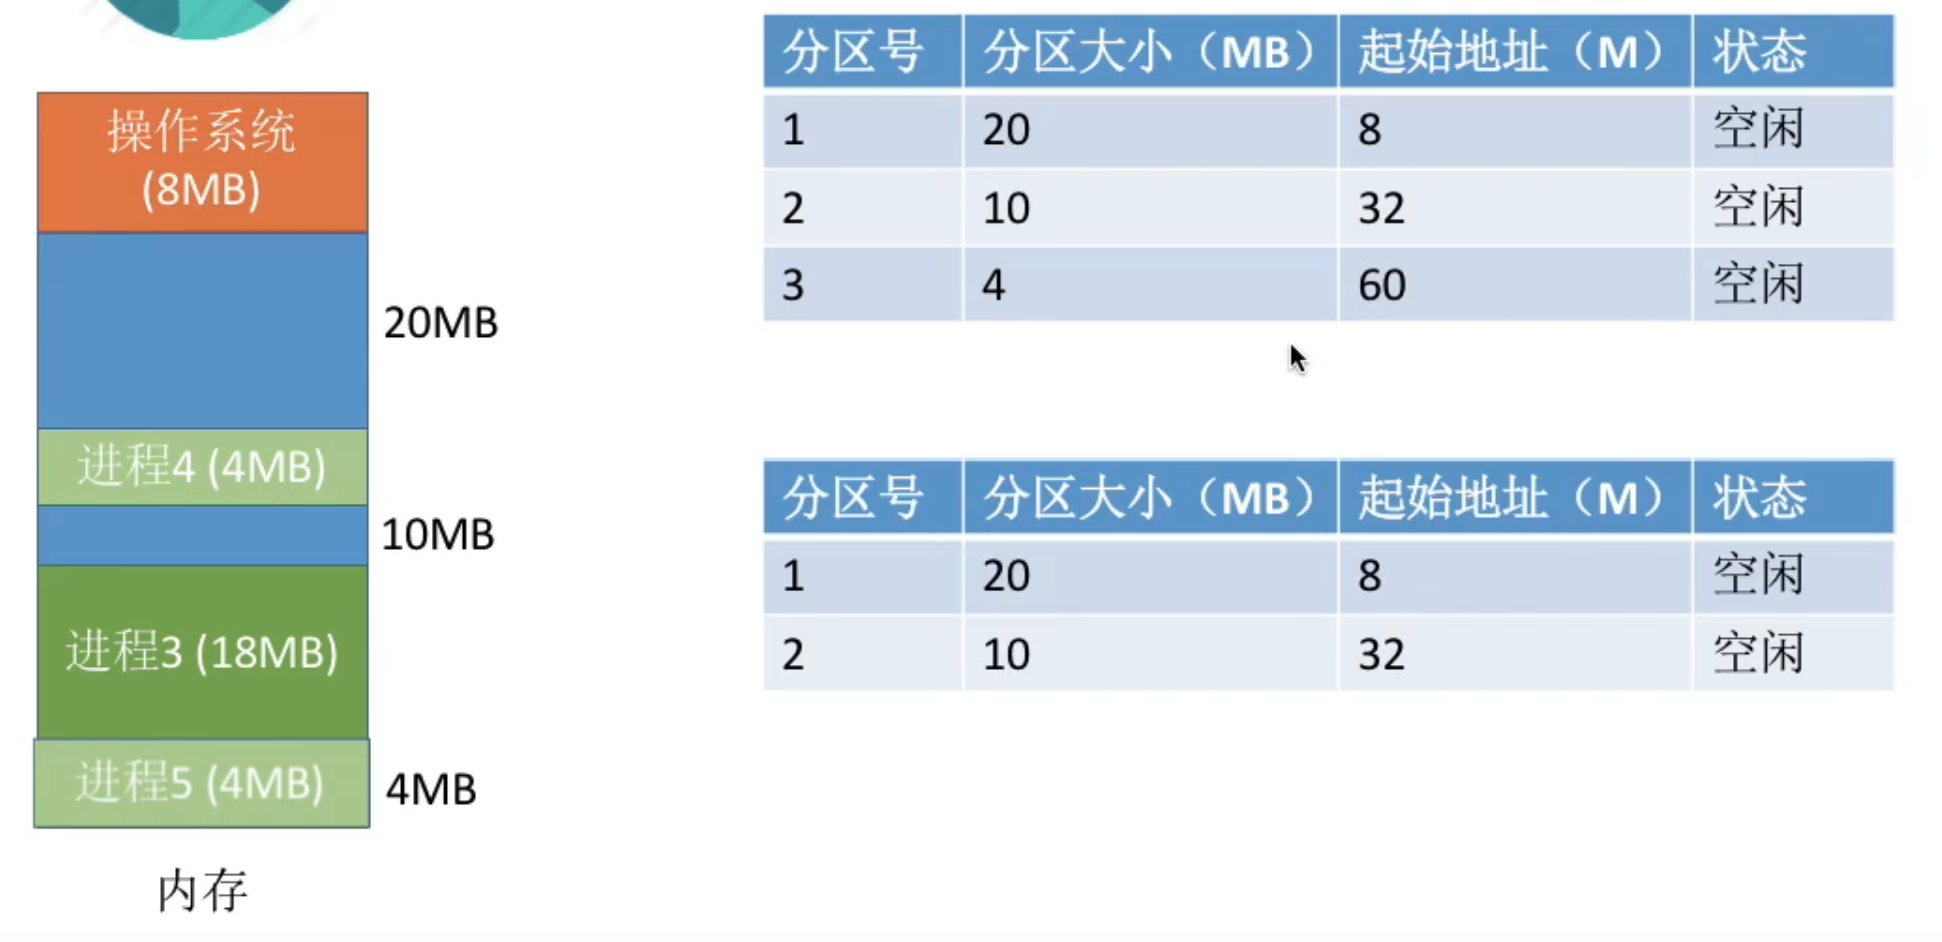 操作系统
(8MB)
20MB
进程4 (4MB)
10MB
进程3 (18MB)
进程5 (4MB)
4MB
内存
分区号 分区大小（MB） 起始地址（M） 状态
1 20 8 空闲
2 10 32 空闲
3 4 60 空闲
分区号 分区大小（MB） 起始地址（M） 状态
1 20 8 空闲
2 10 32 空闲